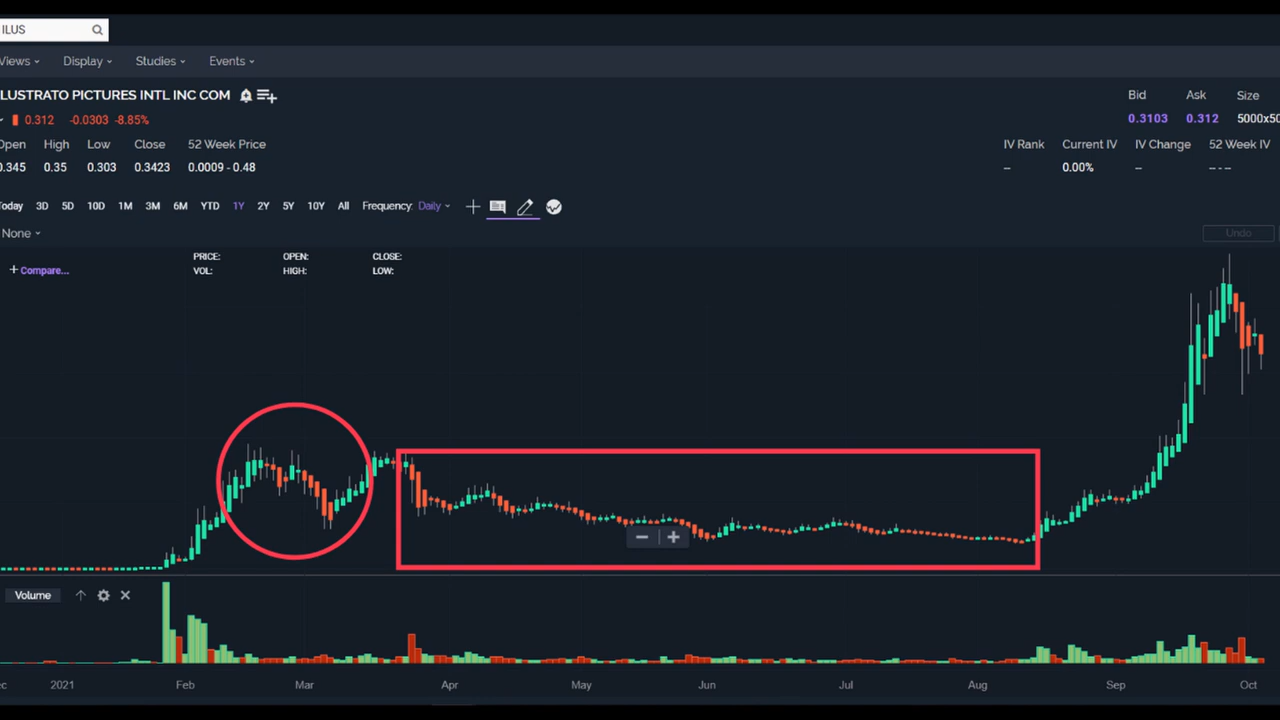 ILUS
Views Display Studies Events
LUSTRATO PICTURES INTL INC COM
Bid Ask Size
0.312 -0.0303 -8.85%
0.3103 0.312 5000x50
Open High Low Close 52 Week Price
IV Rank Current IV IV Change 52 Week IV
0.345 0.35 0.303 0.3423 0.0009 - 0.48
– 0.00% – – - –
Today 3D 5D 10D 1M 3M 6M YTD 1Y 2Y 5Y 10Y All Frequency: Daily
None
Undo
PRICE: OPEN: CLOSE:
+ Compare... VOL: HIGH: LOW:
Volume
ec 2021 Feb Mar Apr May Jun Jul Aug Sep Oct